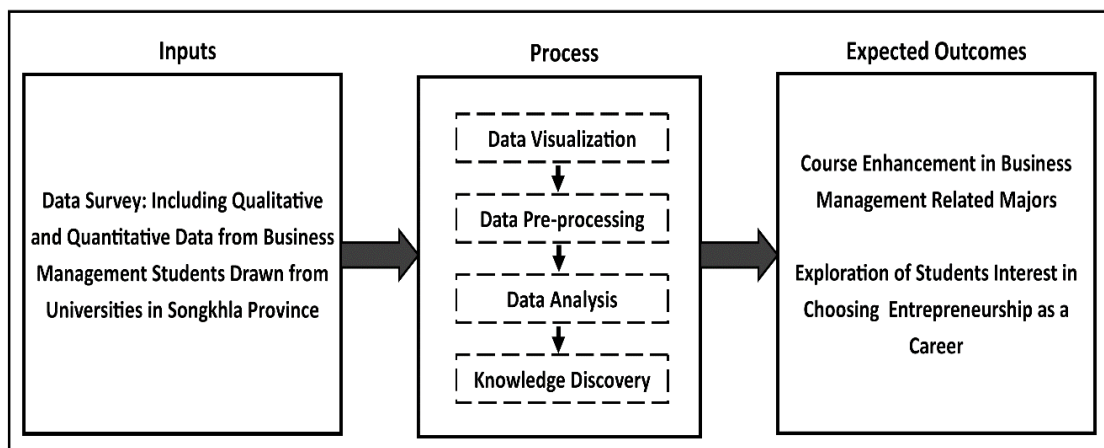 Inputs
Data Survey: Including Qualitative
and Quantitative Data from Business
Management Students Drawn from
Universities in Songkhla Province
Process
Data Visualization
Data Pre-processing
Data Analysis
Knowledge Discovery
Expected Outcomes
Course Enhancement in Business
Management Related Majors
Exploration of Students Interest in
Choosing Entrepreneurship as a
Career